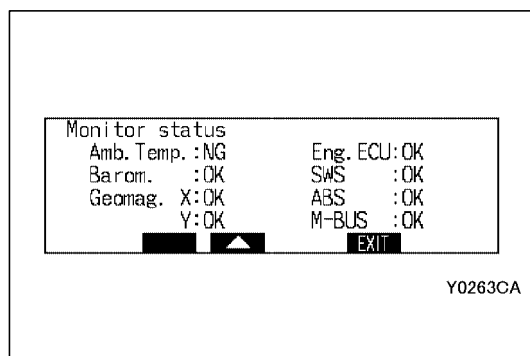 Monitor status
Amb. Temp. :NG Eng. ECU:OK
Barom. :OK SWS :OK
Geomag. X:OK ABS :OK
Y:OK M-BUS :OK
EXIT
Y0263CA